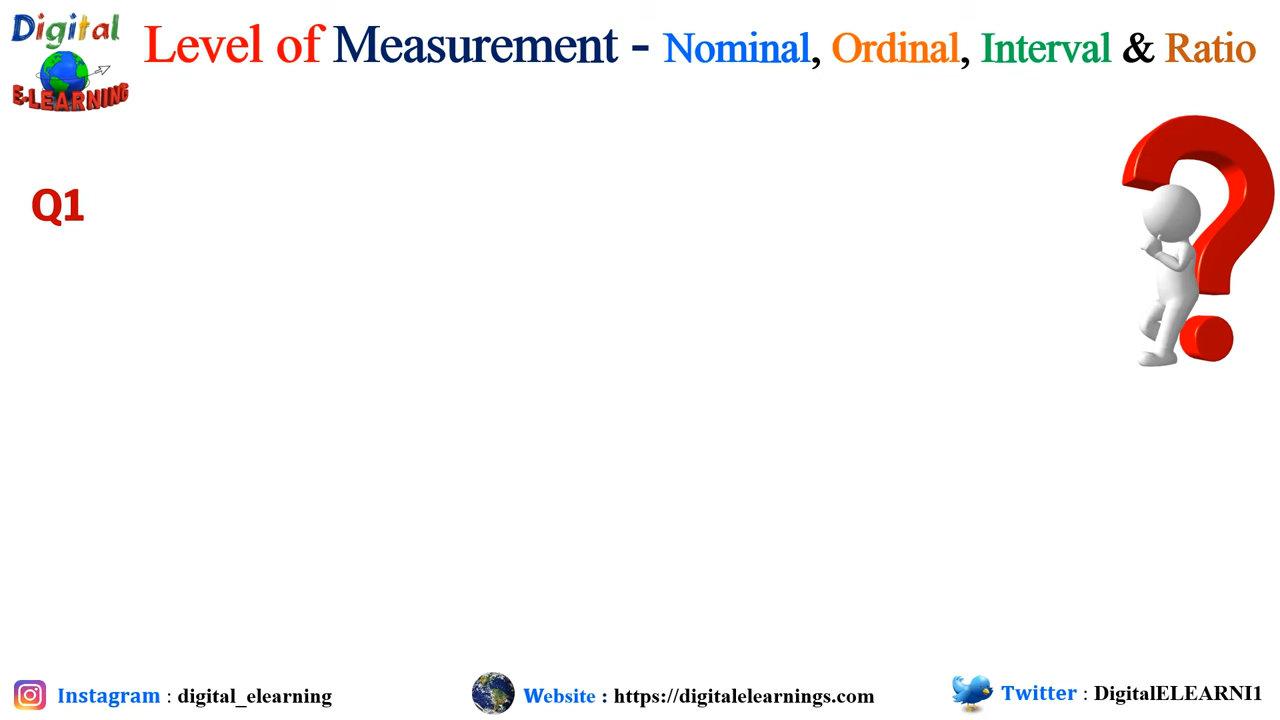 Digital
E-LEARNING
Level of Measurement - Nominal, Ordinal, Interval & Ratio
Q1
Instagram : digital_elearning
Website : https://digitalelearnings.com
Twitter : DigitalELEARNI1